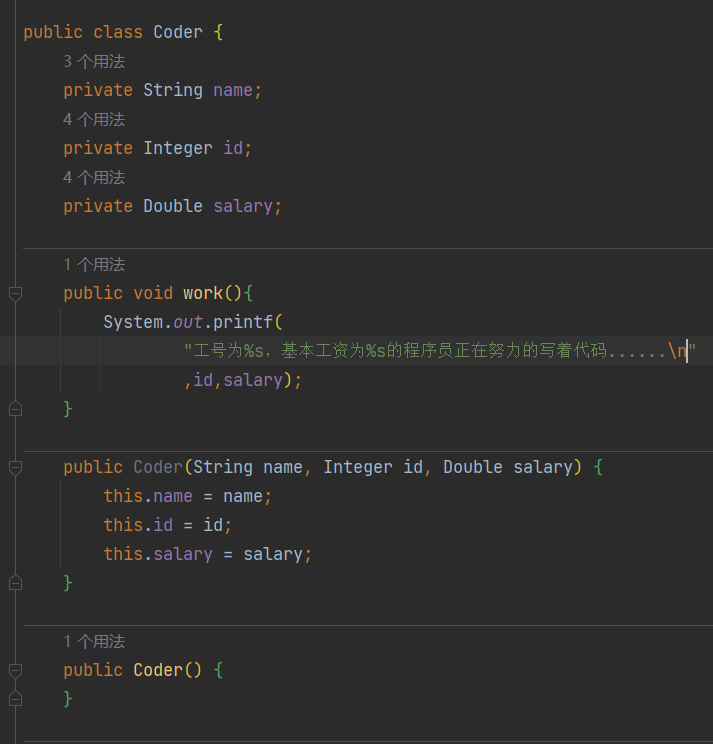 public class Coder {
3 个用法
private String name;
4 个用法
private Integer id;
4 个用法
private Double salary;
1 个用法
public void work(){
System.out.printf(
"工号为%s，基本工资为%s的程序员正在努力的写着代码......\n"
,id,salary);
}
public Coder(String name, Integer id, Double salary) {
this.name = name;
this.id = id;
this.salary = salary;
}
1 个用法
public Coder() {
}